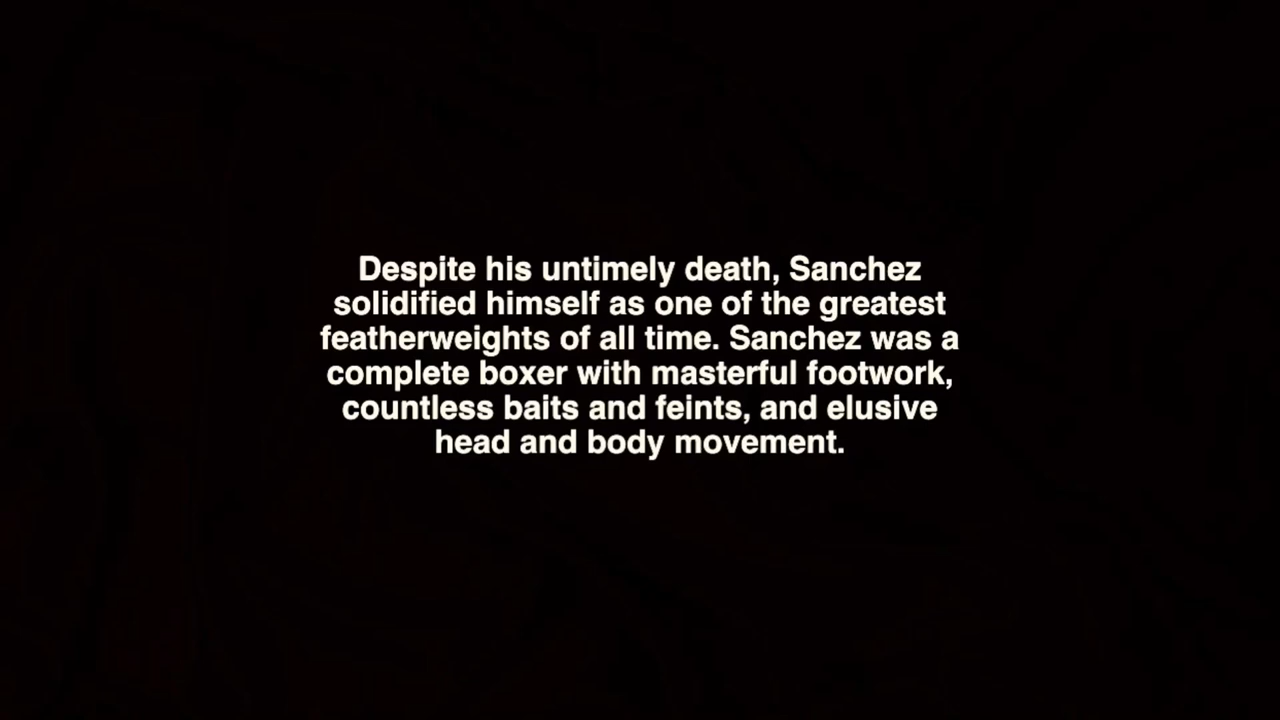 Despite his untimely death, Sanchez
solidified himself as one of the greatest
featherweights of all time. Sanchez was a
complete boxer with masterful footwork,
countless baits and feints, and elusive
head and body movement.